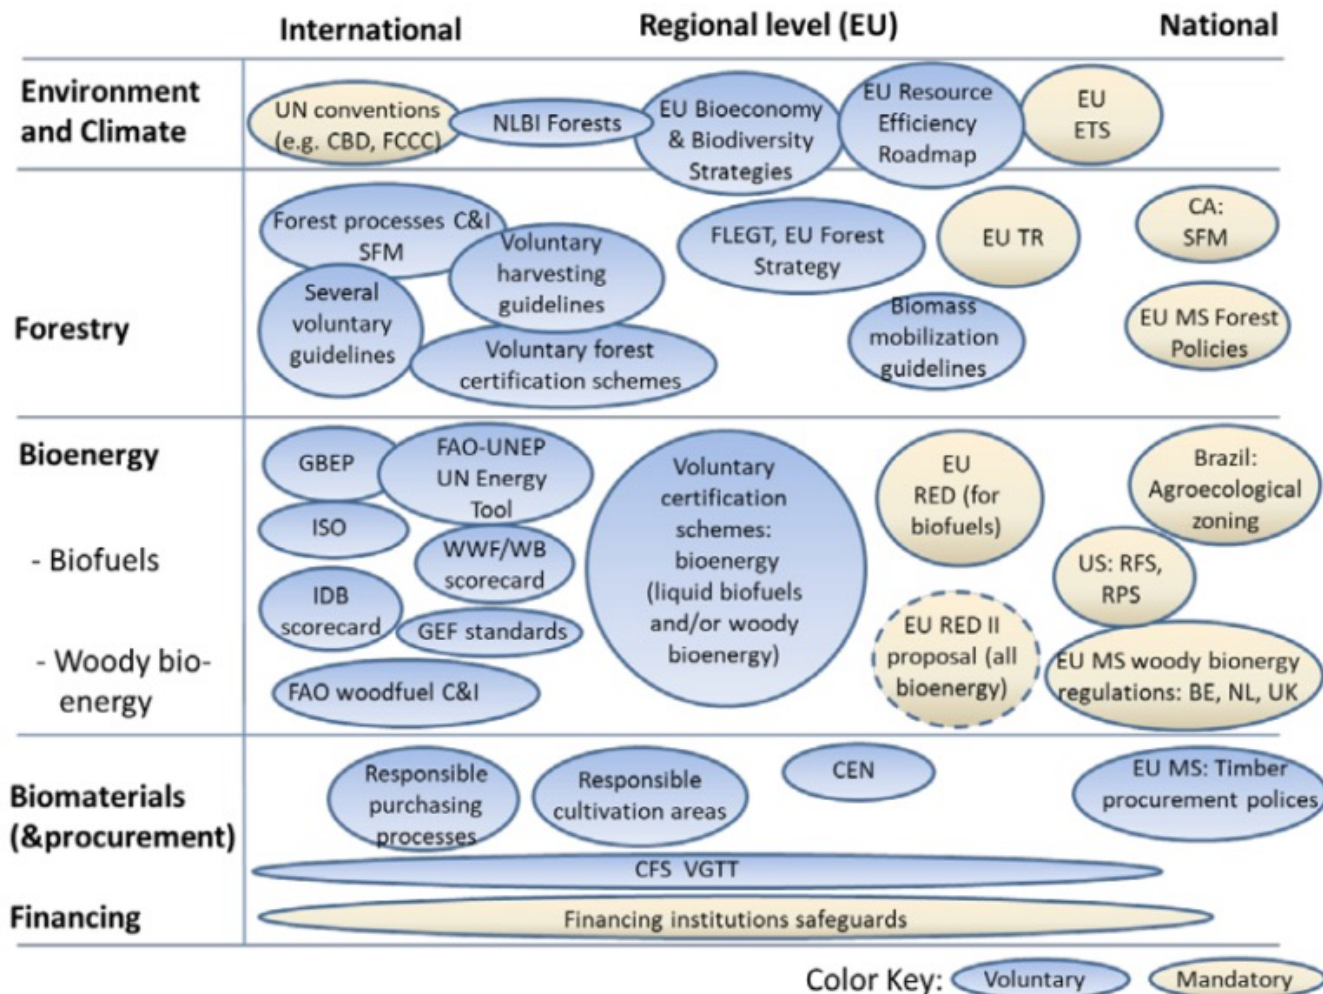 International
Regional level (EU)
National
Environment
and Climate
UN conventions
(e.g. CBD, FCCC)
NLBI Forests
EU Bioeconomy
& Biodiversity
Strategies
EU Resource
Efficiency
Roadmap
EU
ETS
Forestry
Forest processes C&I
SFM
Voluntary
harvesting
guidelines
Several
voluntary
guidelines
Voluntary forest
certification schemes
FLEGT, EU Forest
Strategy
EU TR
Biomass
mobilization
guidelines
CA:
SFM
EU MS Forest
Policies
Bioenergy
- Biofuels
- Woody bio-
energy
GBEP
FAO-UNEP
UN Energy
Tool
ISO
WWF/WB
scorecard
IDB
scorecard
GEF standards
FAO woodfuel C&I
Voluntary
certification
schemes:
bioenergy
(liquid biofuels
and/or woody
bioenergy)
EU
RED (for
biofuels)
EU RED II
proposal (all
bioenergy)
Brazil:
Agroecological
zoning
US: RFS,
RPS
EU MS woody bionergy
regulations: BE, NL, UK
Biomaterials
(&procurement)
Responsible
purchasing
processes
Responsible
cultivation areas
CEN
EU MS: Timber
procurement polices
CFS VGTT
Financing
Financing institutions safeguards
Color Key:
Voluntary
Mandatory